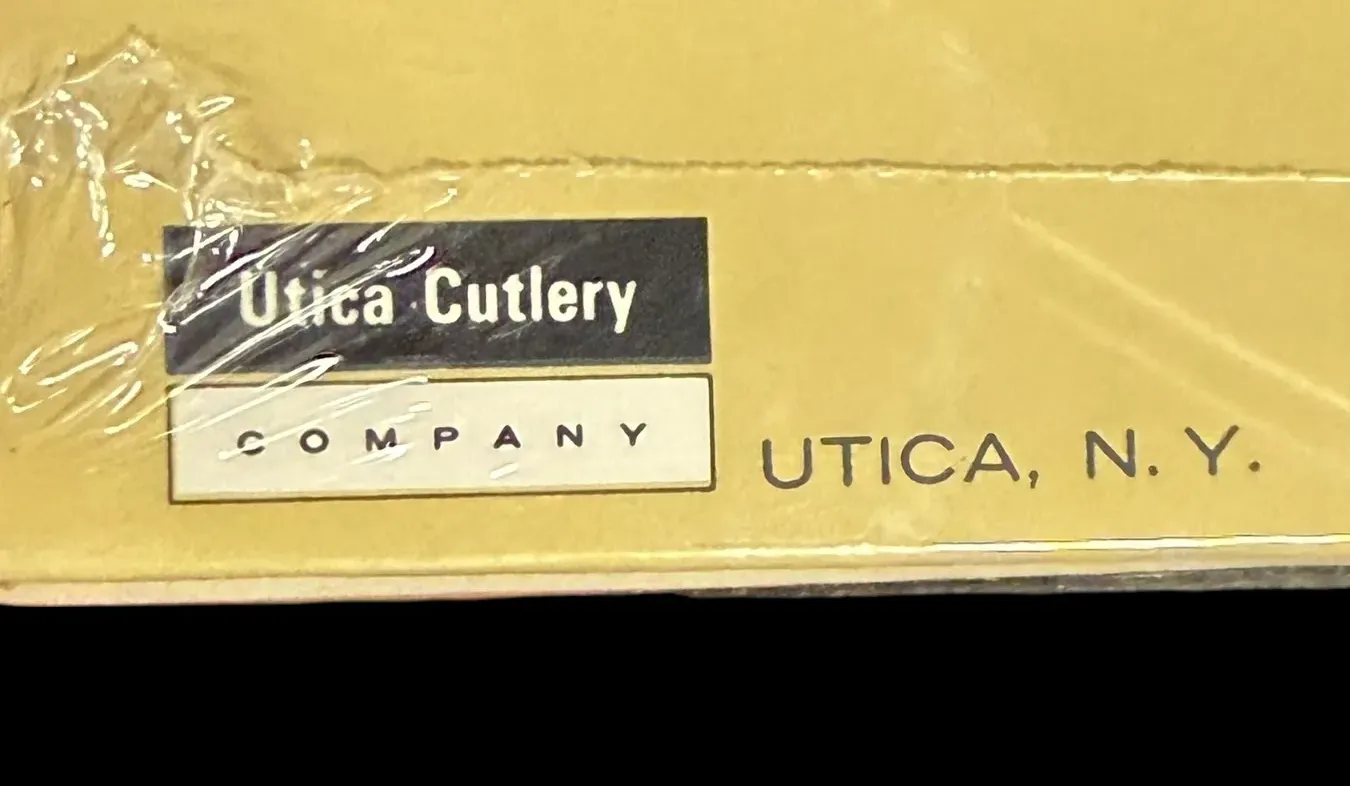 Utica Cutlery
COMPANY
UTICA, N. Y.